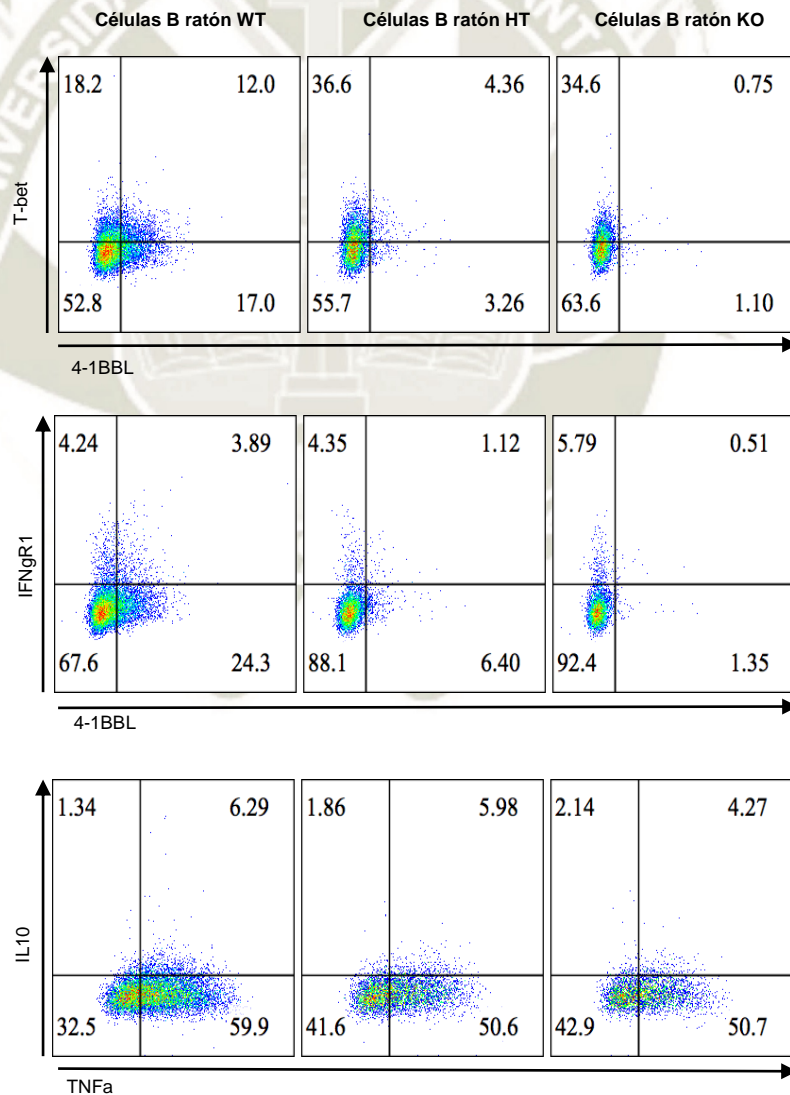 Células B ratón WT Células B ratón HT Células B ratón KO
18.2 12.0 36.6 4.36 34.6 0.75
T-bet
52.8 17.0 55.7 3.26 63.6 1.10
4-1BBL
4.24 3.89 4.35 1.12 5.79 0.51
IFNgR1
67.6 24.3 88.1 6.40 92.4 1.35
4-1BBL
1.34 6.29 1.86 5.98 2.14 4.27
IL10
32.5 59.9 41.6 50.6 42.9 50.7
TNFa